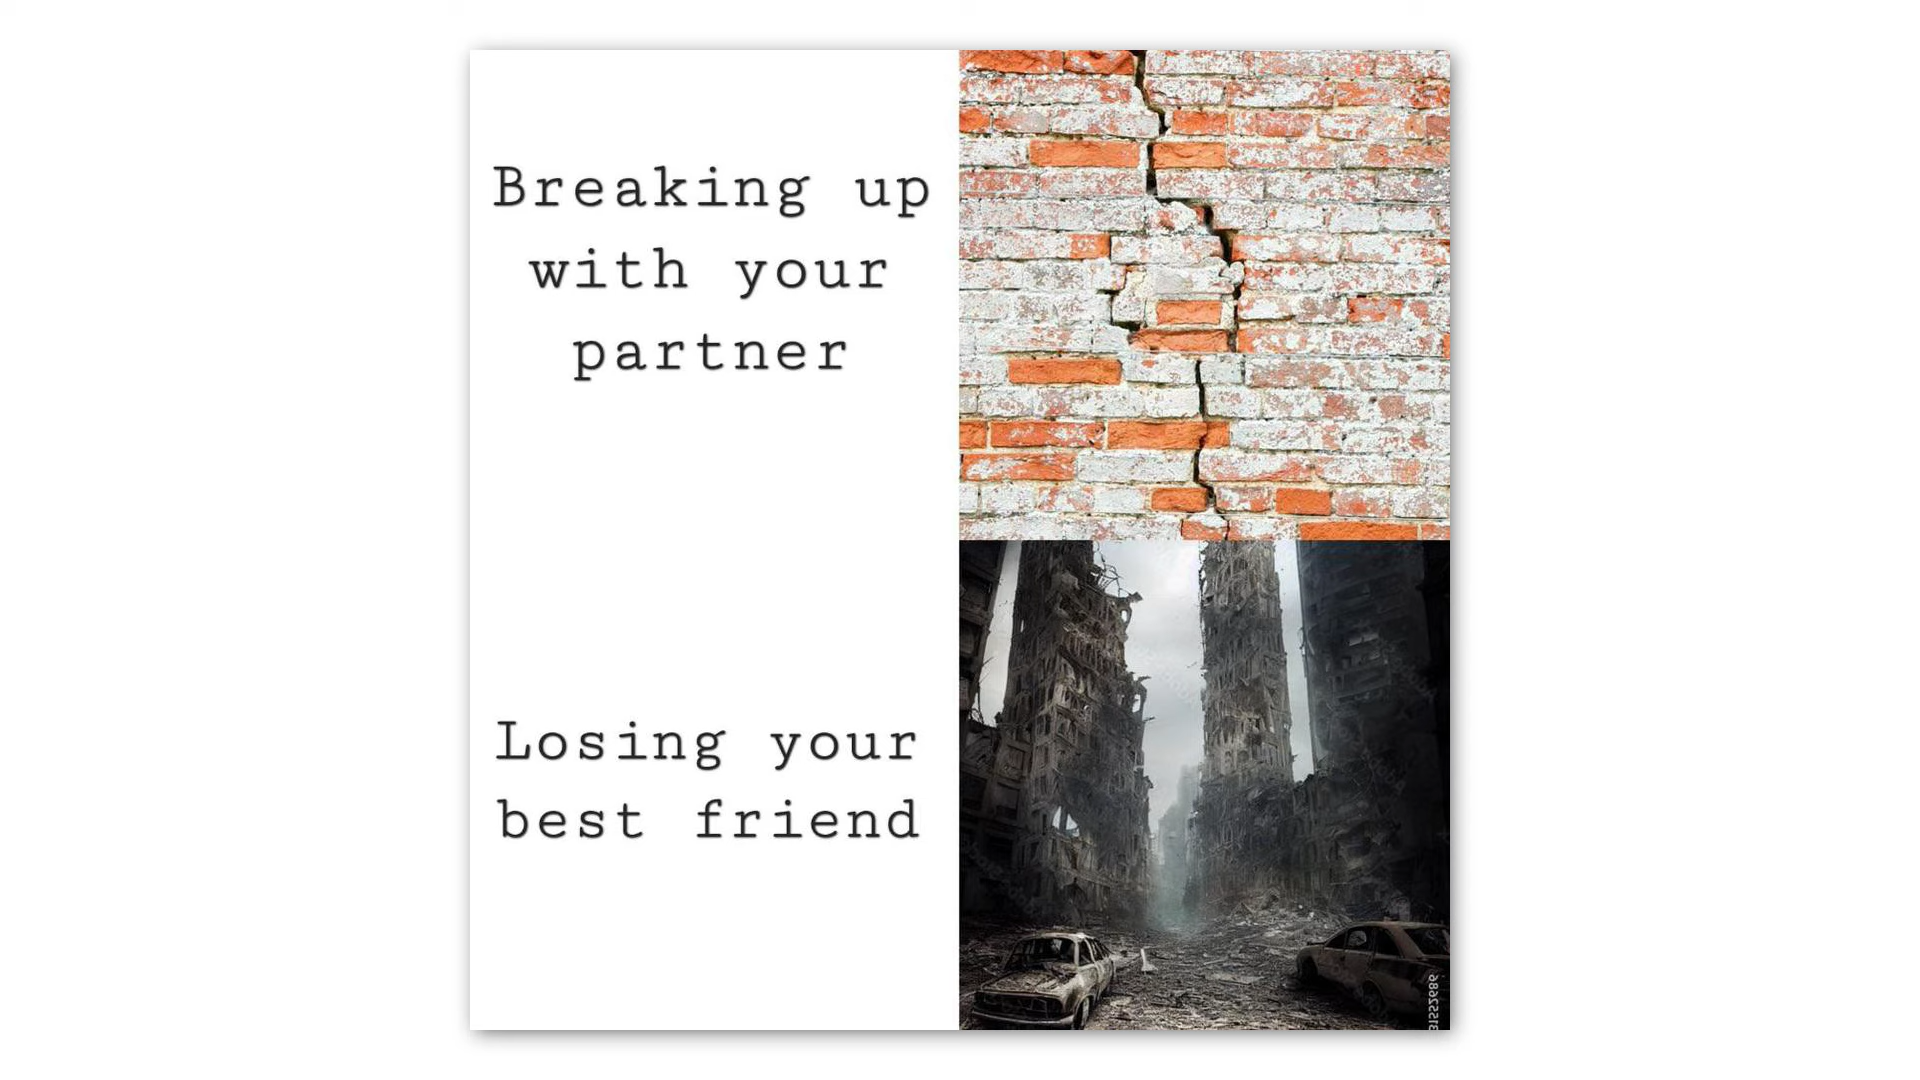 Breaking up
with your
partner
Losing your
best friend